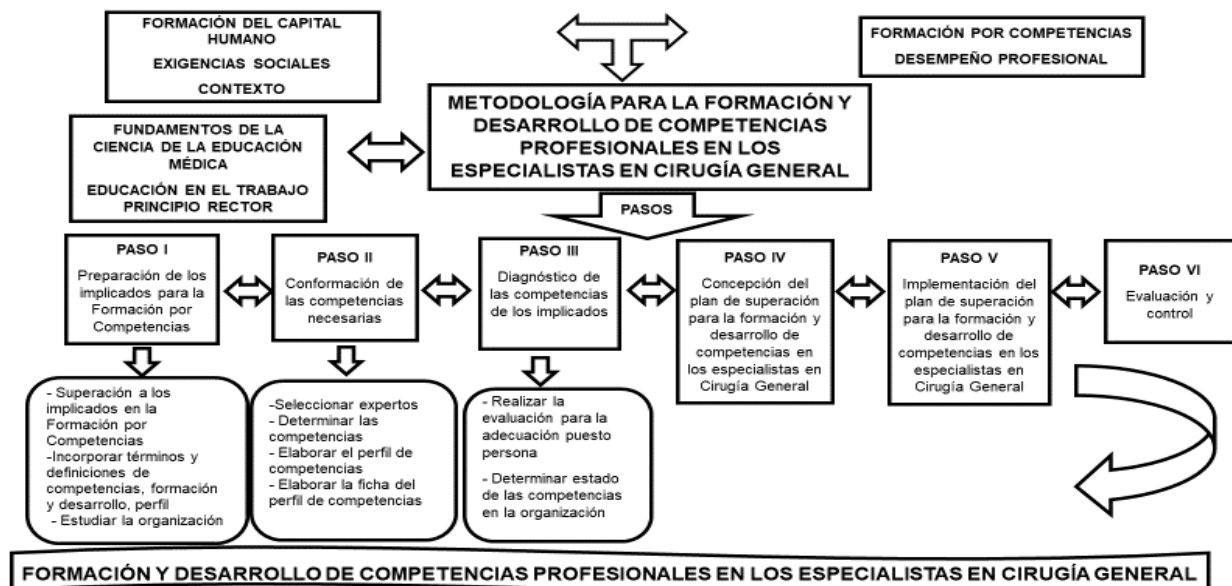 FORMACIÓN DEL CAPITAL
HUMANO
EXIGENCIAS SOCIALES
CONTEXTO
FORMACIÓN POR COMPETENCIAS
DESEMPEÑO PROFESIONAL
METODOLOGÍA PARA LA FORMACIÓN Y
DESARROLLO DE COMPETENCIAS
PROFESIONALES EN LOS
ESPECIALISTAS EN CIRUGÍA GENERAL
FUNDAMENTOS DE LA
CIENCIA DE LA EDUCACIÓN
MÉDICA
EDUCACIÓN EN EL TRABAJO
PRINCIPIO RECTOR
PASOS
PASO I
Preparación de los
implicados para la
Formación por
Competencias
PASO II
Conformación de
las competencias
necesarias
PASO III
Diagnóstico de
las competencias
de los implicados
PASO IV
Concepción del
plan de superación
para la formación y
desarrollo de
competencias en
los especialistas en
Cirugía General
PASO V
Implementación del
plan de superación
para la formación y
desarrollo de
competencias en los
especialistas en
Cirugía General
PASO VI
Evaluación y
control
- Superación a los
implicados en la
Formación por
Competencias
-Incorporar términos y
definiciones de
competencias, formación
y desarrollo, perfil
- Estudiar la organización
-Seleccionar expertos
- Determinar las
competencias
- Elaborar el perfil de
competencias
- Elaborar la ficha del
perfil de competencias
- Realizar la
evaluación para la
adecuación puesto
persona
- Determinar estado
de las competencias
en la organización
FORMACIÓN Y DESARROLLO DE COMPETENCIAS PROFESIONALES EN LOS ESPECIALISTAS EN CIRUGÍA GENERAL